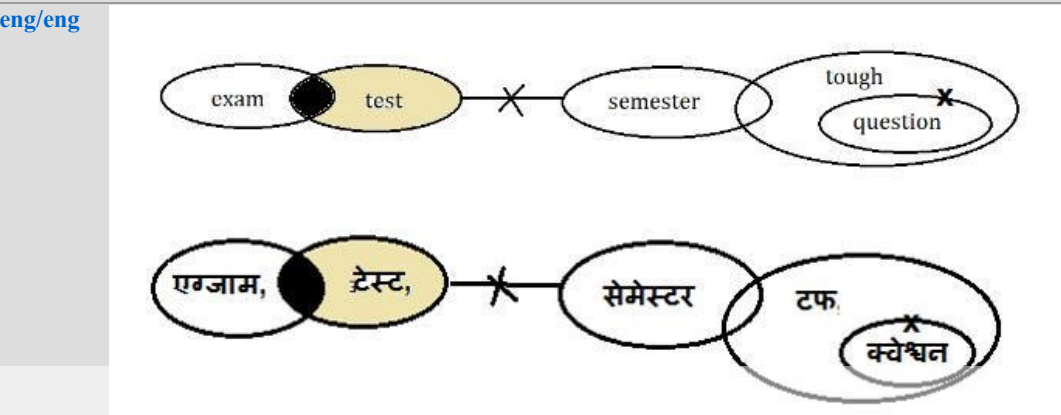 eng/eng
tough
exam test semester
question
एग्जाम, टेस्ट, सेमेस्टर टफ,
क्वेश्चन